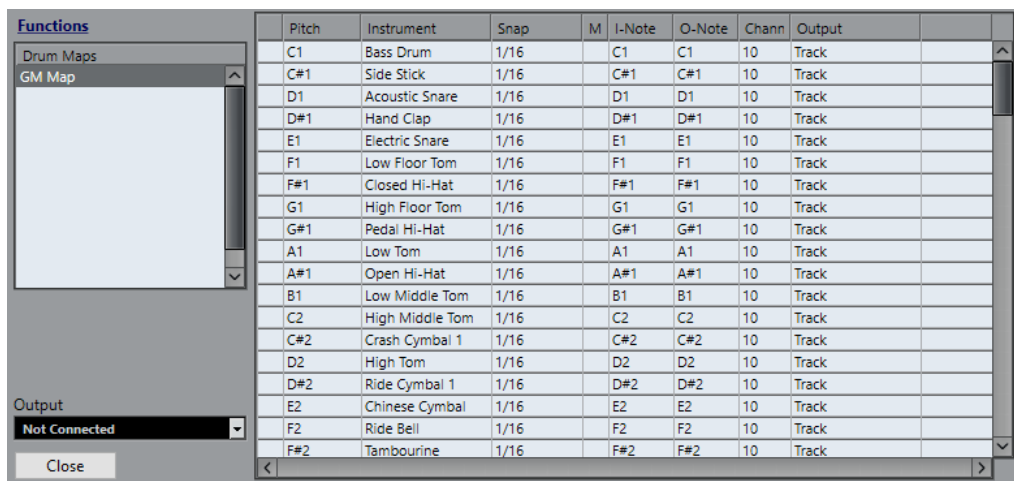 Functions
Drum Maps
GM Map
Output
Not Connected
Close
Pitch Instrument Snap M I-Note O-Note Chann Output
C1 Bass Drum 1/16 C1 C1 10 Track
C#1 Side Stick 1/16 C#1 C#1 10 Track
D1 Acoustic Snare 1/16 D1 D1 10 Track
D#1 Hand Clap 1/16 D#1 D#1 10 Track
E1 Electric Snare 1/16 E1 E1 10 Track
F1 Low Floor Tom 1/16 F1 F1 10 Track
F#1 Closed Hi-Hat 1/16 F#1 F#1 10 Track
G1 High Floor Tom 1/16 G1 G1 10 Track
G#1 Pedal Hi-Hat 1/16 G#1 G#1 10 Track
A1 Low Tom 1/16 A1 A1 10 Track
A#1 Open Hi-Hat 1/16 A#1 A#1 10 Track
B1 Low Middle Tom 1/16 B1 B1 10 Track
C2 High Middle Tom 1/16 C2 C2 10 Track
C#2 Crash Cymbal 1 1/16 C#2 C#2 10 Track
D2 High Tom 1/16 D2 D2 10 Track
D#2 Ride Cymbal 1 1/16 D#2 D#2 10 Track
E2 Chinese Cymbal 1/16 E2 E2 10 Track
F2 Ride Bell 1/16 F2 F2 10 Track
F#2 Tambourine 1/16 F#2 F#2 10 Track